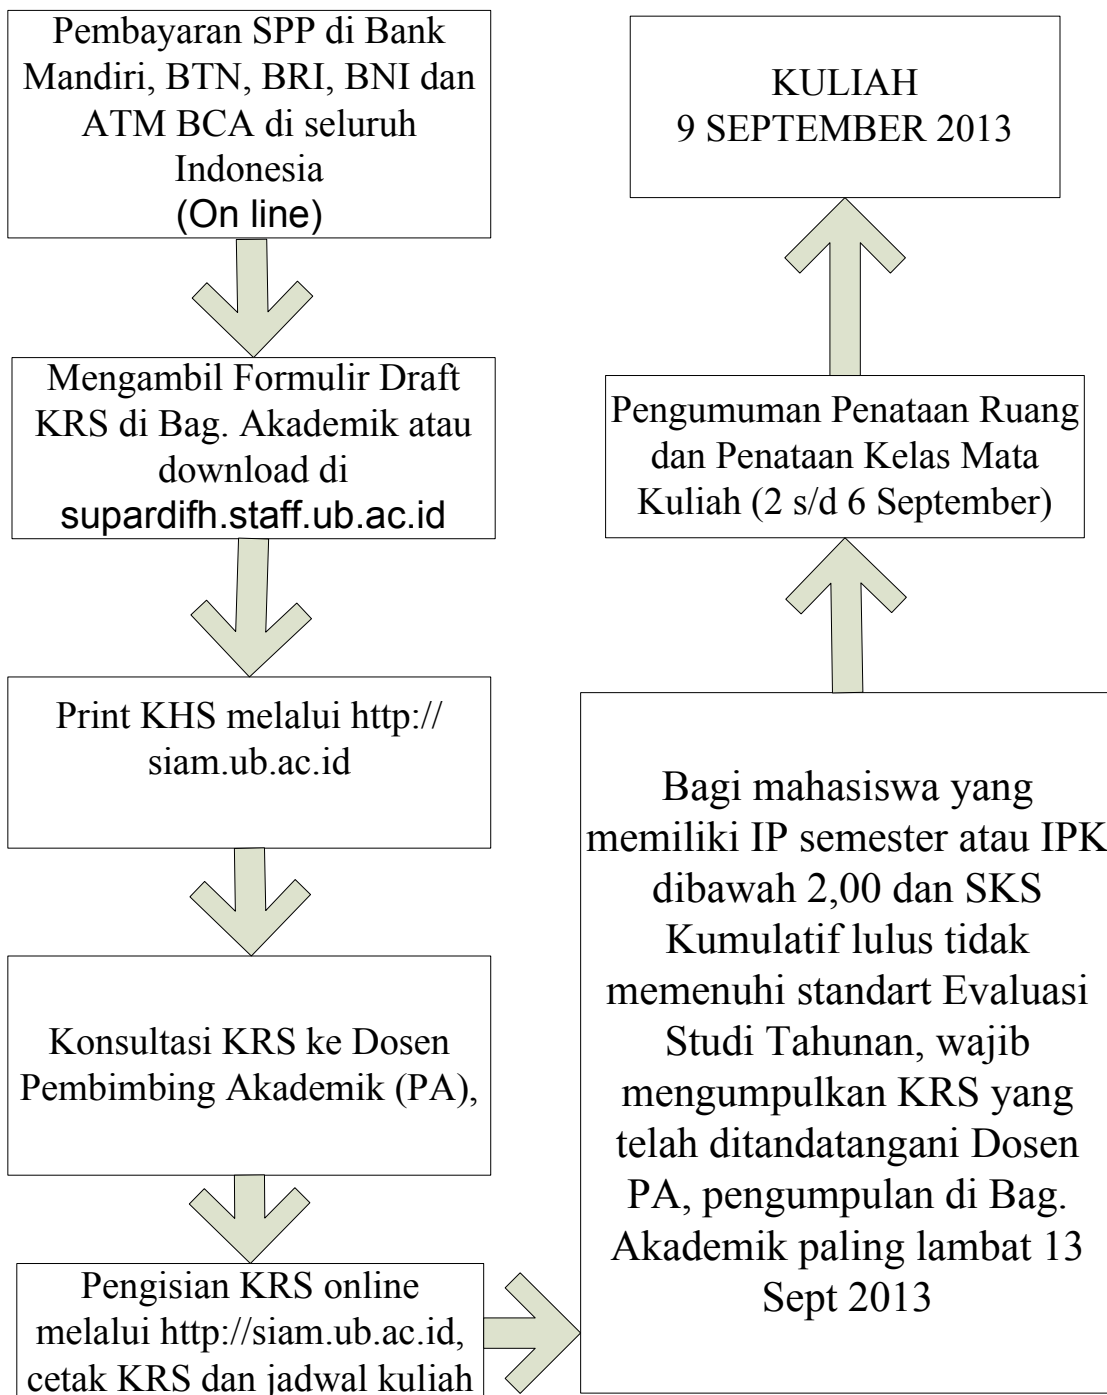 Pembayaran SPP di Bank
Mandiri, BTN, BRI, BNI dan
ATM BCA di seluruh
Indonesia
(On line)
Mengambil Formulir Draft
KRS di Bag. Akademik atau
download di
supardifh.staff.ub.ac.id
Print KHS melalui http://
siam.ub.ac.id
Konsultasi KRS ke Dosen
Pembimbing Akademik (PA),
Pengisian KRS online
melalui http://siam.ub.ac.id,
cetak KRS dan jadwal kuliah
Bagi mahasiswa yang
memiliki IP semester atau IPK
dibawah 2,00 dan SKS
Kumulatif lulus tidak
memenuhi standart Evaluasi
Studi Tahunan, wajib
mengumpulkan KRS yang
telah ditandatangani Dosen
PA, pengumpulan di Bag.
Akademik paling lambat 13
Sept 2013
Pengumuman Penataan Ruang
dan Penataan Kelas Mata
Kuliah (2 s/d 6 September)
KULIAH
9 SEPTEMBER 2013